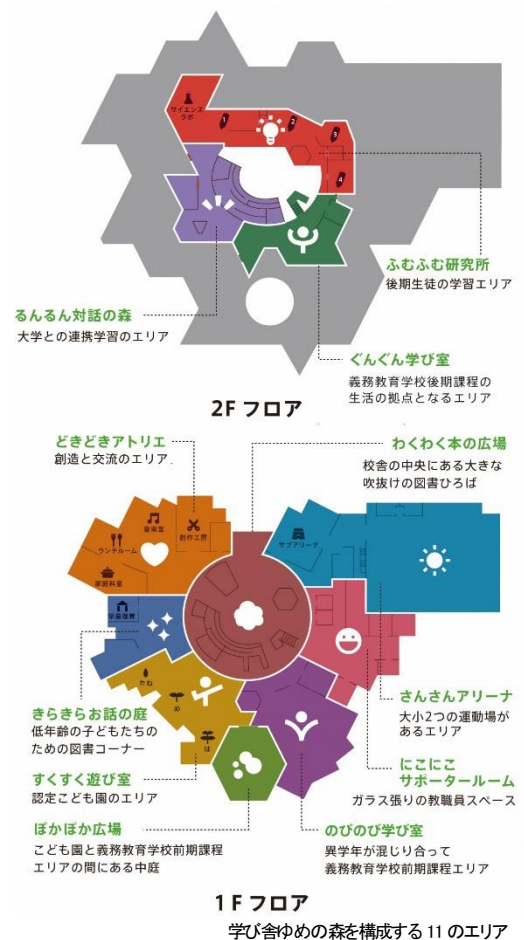 サイエンス
ラボ
1
2
3
4
ふむふむ研究所
後期生徒の学習エリア
るんるん対話の森
大学との連携学習のエリア
ぐんぐん学び室
義務教育学校後期課程の
生活の拠点となるエリア
2F フロア
どきどきアトリエ
創造と交流のエリア
わくわく本の広場
校舎の中央にある大きな
吹抜けの図書ひろば
音楽室
創作工房
ランチルーム
家庭科室
サブアリーナ
学童保育
たね
め
は
さんさんアリーナ
大小2つの運動場が
あるエリア
きらきらお話の庭
低年齢の子どもたちの
ための図書コーナー
にこにこ
サポータールーム
ガラス張りの教職員スペース
すくすく遊び室
認定こども園のエリア
ぽかぽか広場
こども園と義務教育学校前期課程
エリアの間にある中庭
のびのび学び室
異学年が混じり合って
義務教育学校前期課程エリア
1F フロア
学び舎ゆめの森を構成する 11 のエリア